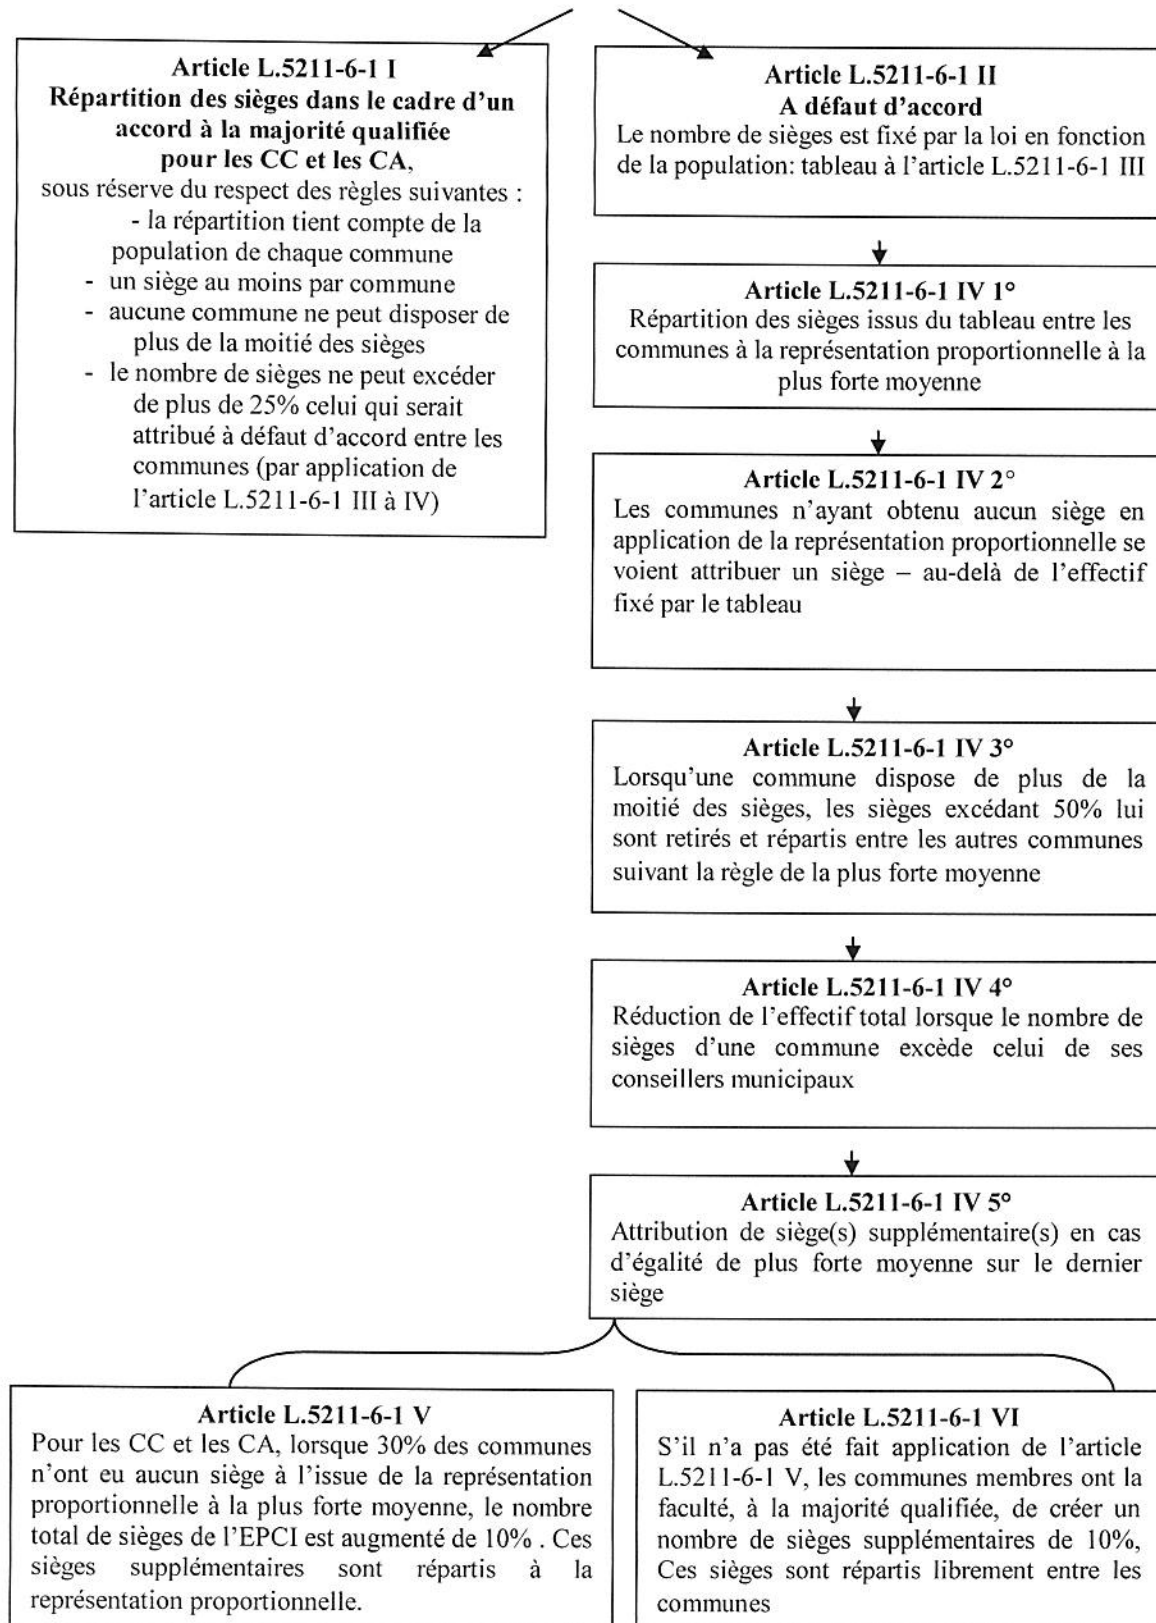 Article L.5211-6-1 I
Répartition des sièges dans le cadre d'un
accord à la majorité qualifiée
pour les CC et les CA,
sous réserve du respect des règles suivantes :
- la répartition tient compte de la
population de chaque commune
- un siège au moins par commune
- aucune commune ne peut disposer de
plus de la moitié des sièges
- le nombre de sièges ne peut excéder
de plus de 25% celui qui serait
attribué à défaut d'accord entre les
communes (par application de
l'article L.5211-6-1 III à IV)
Article L.5211-6-1 II
A défaut d'accord
Le nombre de sièges est fixé par la loi en fonction
de la population: tableau à l'article L.5211-6-1 III
Article L.5211-6-1 IV 1°
Répartition des sièges issus du tableau entre les
communes à la représentation proportionnelle à la
plus forte moyenne
Article L.5211-6-1 IV 2°
Les communes n'ayant obtenu aucun siège en
application de la représentation proportionnelle se
voient attribuer un siège – au-delà de l'effectif
fixé par le tableau
Article L.5211-6-1 IV 3°
Lorsqu'une commune dispose de plus de la
moitié des sièges, les sièges excédant 50% lui
sont retirés et répartis entre les autres communes
suivant la règle de la plus forte moyenne
Article L.5211-6-1 IV 4°
Réduction de l'effectif total lorsque le nombre de
sièges d'une commune excède celui de ses
conseillers municipaux
Article L.5211-6-1 IV 5°
Attribution de siège(s) supplémentaire(s) en cas
d'égalité de plus forte moyenne sur le dernier
siège
Article L.5211-6-1 V
Pour les CC et les CA, lorsque 30% des communes
n'ont eu aucun siège à l'issue de la représentation
proportionnelle à la plus forte moyenne, le nombre
total de sièges de l'EPCI est augmenté de 10% . Ces
sièges supplémentaires sont répartis à la
représentation proportionnelle.
Article L.5211-6-1 VI
S'il n'a pas été fait application de l'article
L.5211-6-1 V, les communes membres ont la
faculté, à la majorité qualifiée, de créer un
nombre de sièges supplémentaires de 10%,
Ces sièges sont répartis librement entre les
communes